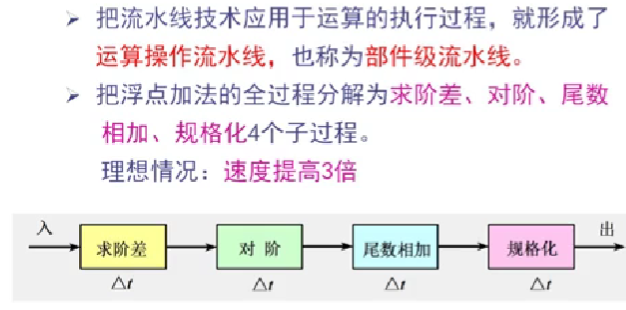 ➢ 把流水线技术应用于运算的执行过程，就形成了
运算操作流水线，也称为部件级流水线。
➢ 把浮点加法的全过程分解为求阶差、对阶、尾数
相加、规格化4个子过程。
理想情况：速度提高3倍
入 求阶差 对 阶 尾数相加 规格化 出
△t △t △t △t